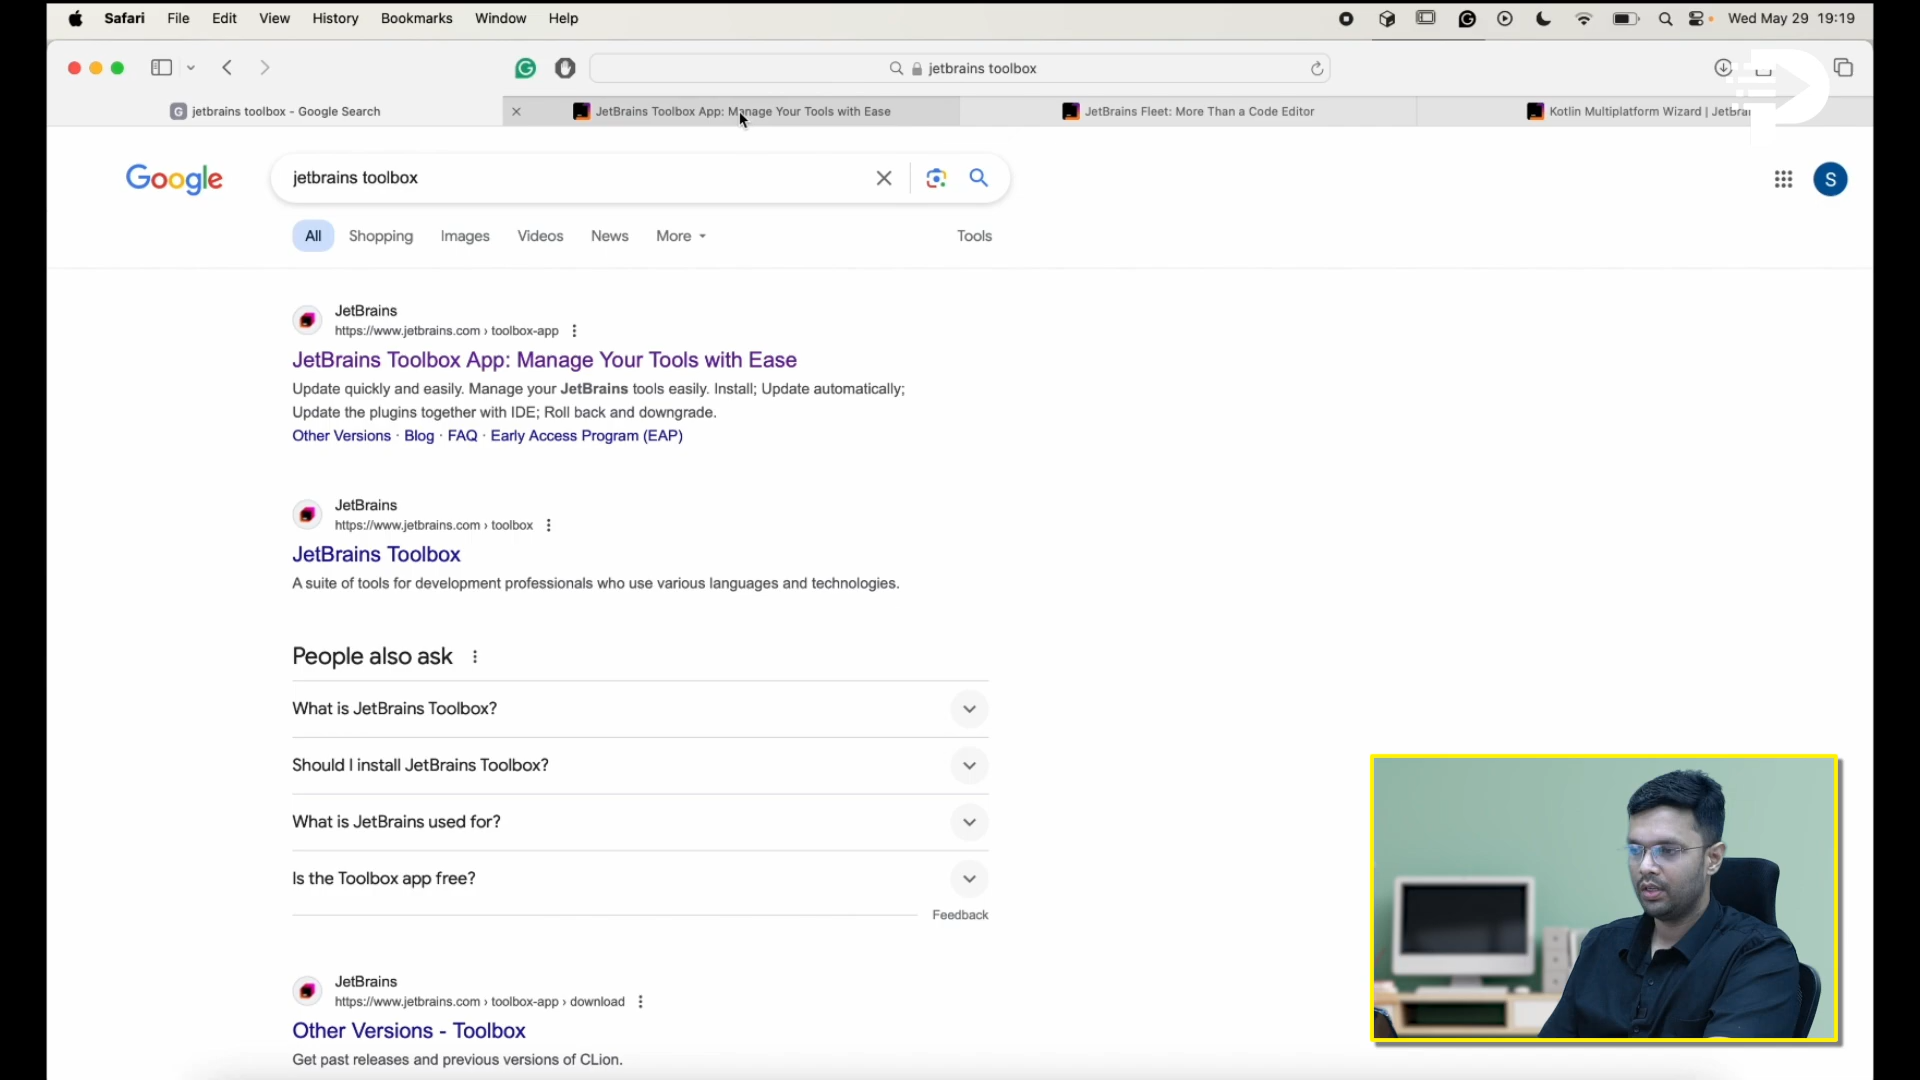 Safari File Edit View History Bookmarks Window Help Wed May 29 19:19
jetbrains toolbox
jetbrains toolbox - Google Search JetBrains Toolbox App: Manage Your Tools with Ease JetBrains Fleet: More Than a Code Editor Kotlin Multiplatform Wizard | JetBrai
Google jetbrains toolbox S
All Shopping Images Videos News More Tools
JetBrains
https://www.jetbrains.com › toolbox-app
JetBrains Toolbox App: Manage Your Tools with Ease
Update quickly and easily. Manage your JetBrains tools easily. Install; Update automatically;
Update the plugins together with IDE; Roll back and downgrade.
Other Versions · Blog · FAQ · Early Access Program (EAP)
JetBrains
https://www.jetbrains.com › toolbox
JetBrains Toolbox
A suite of tools for development professionals who use various languages and technologies.
People also ask
What is JetBrains Toolbox?
Should I install JetBrains Toolbox?
What is JetBrains used for?
Is the Toolbox app free?
Feedback
JetBrains
https://www.jetbrains.com › toolbox-app › download
Other Versions - Toolbox
Get past releases and previous versions of CLion.